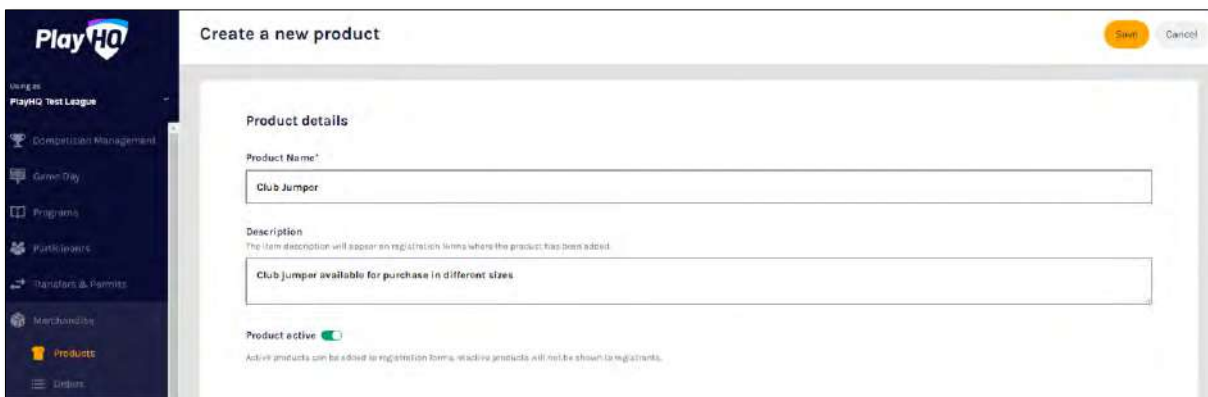 PlayHQ
Create a new product
Save
Cancel
Using as
PlayHQ Test League
Competition Management
Game Day
Programs
Participants
Transfers & Permits
Merchandise
Products
Orders
Product details
Product Name*
Club Jumper
Description
The item description will appear on registration forms where the product has been added.
Club jumper available for purchase in different sizes
Product active
Active products can be added to registration forms, inactive products will not be shown to registrants.